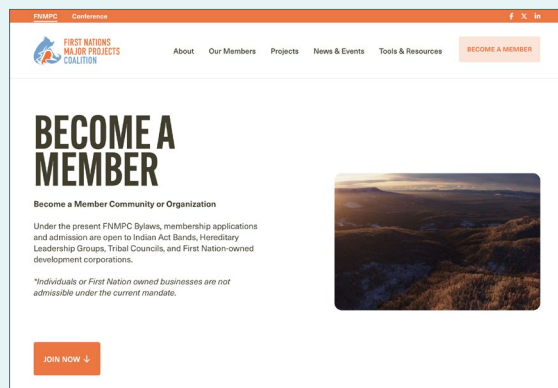 FNMPC Conference
FIRST NATIONS
MAJOR PROJECTS
COALITION
About Our Members Projects News & Events Tools & Resources BECOME A MEMBER
BECOME A
MEMBER
Become a Member Community or Organization
Under the present FNMPC Bylaws, membership applications
and admission are open to Indian Act Bands, Hereditary
Leadership Groups, Tribal Councils, and First Nation-owned
development corporations.
*Individuals or First Nation owned businesses are not
admissible under the current mandate.
JOIN NOW ↓